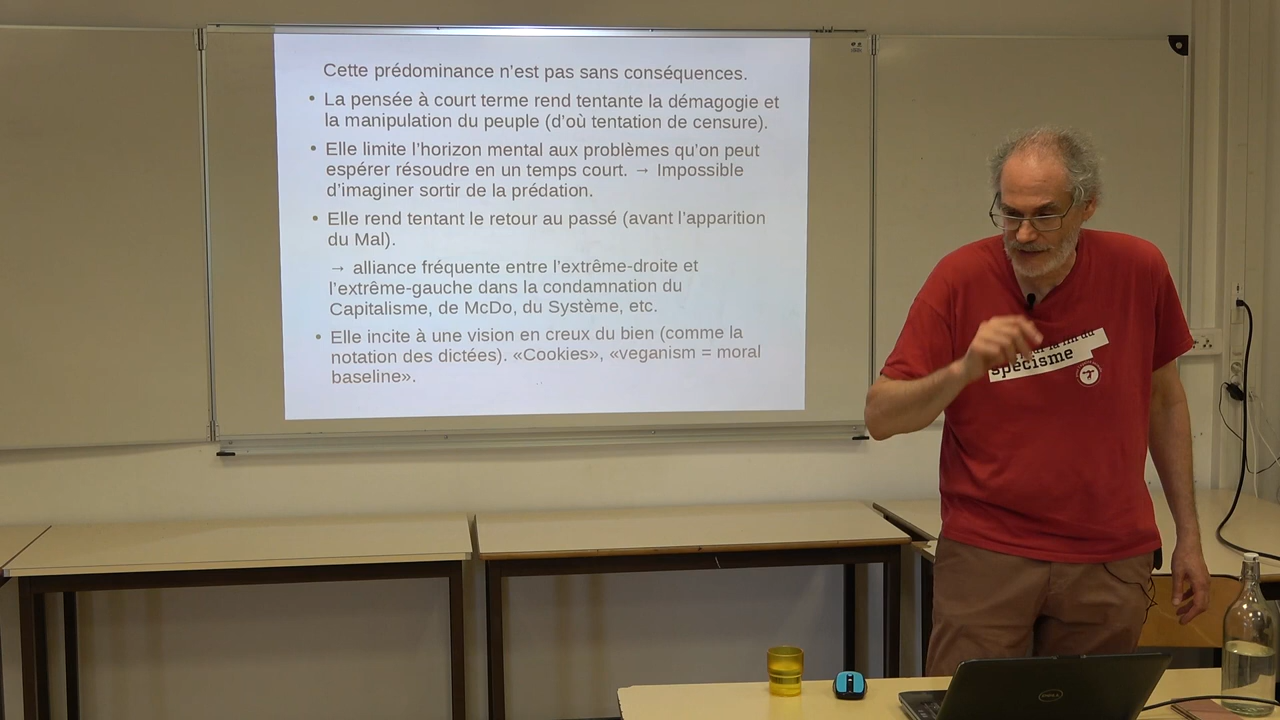 Cette prédominance n'est pas sans conséquences.
• La pensée à court terme rend tentante la démagogie et
la manipulation du peuple (d'où tentation de censure).
• Elle limite l'horizon mental aux problèmes qu'on peut
espérer résoudre en un temps court. → Impossible
d'imaginer sortir de la prédation.
• Elle rend tentant le retour au passé (avant l'apparition
du Mal).
→ alliance fréquente entre l'extrême-droite et
l'extrême-gauche dans la condamnation du
Capitalisme, de McDo, du Système, etc.
• Elle incite à une vision en creux du bien (comme la
notation des dictées). «Cookies», «veganism = moral
baseline».
la fin du
spécisme
DELL